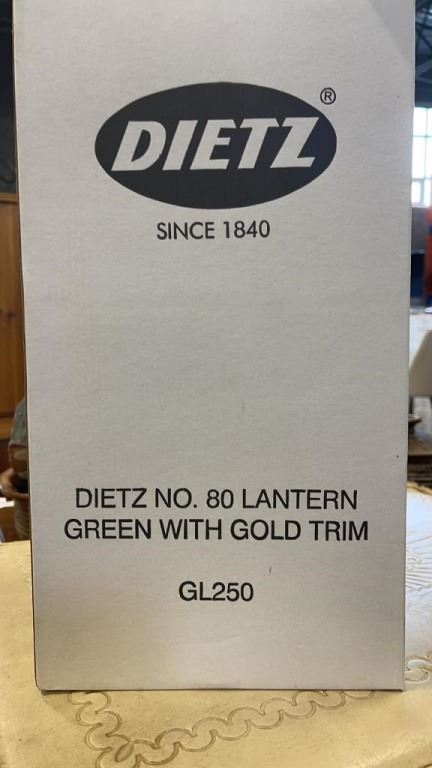 DIETZ®
SINCE 1840
DIETZ NO. 80 LANTERN
GREEN WITH GOLD TRIM
GL250